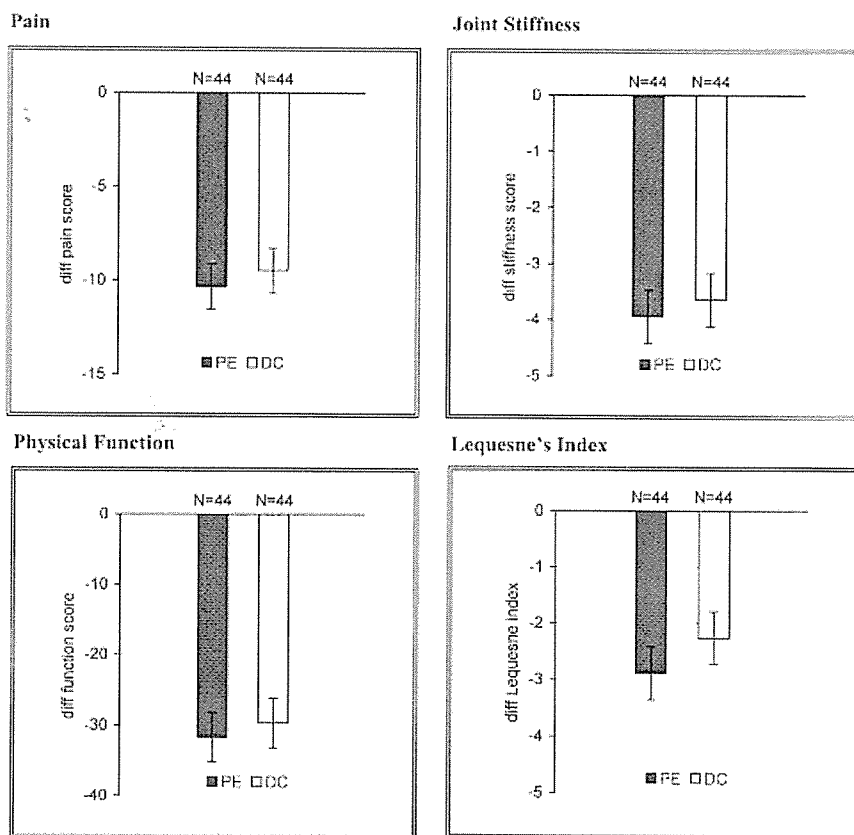 Pain
N=44 N=44
0
-5
-10
-15
diff pain score
PE DC
Joint Stiffness
N=44 N=44
0
-1
-2
-3
-4
-5
diff stiffness score
PE DC
Physical Function
N=44 N=44
0
-10
-20
-30
-40
diff function score
PE DC
Lequesne's Index
N=44 N=44
0
-1
-2
-3
-4
-5
diff Lequesne Index
PE DC